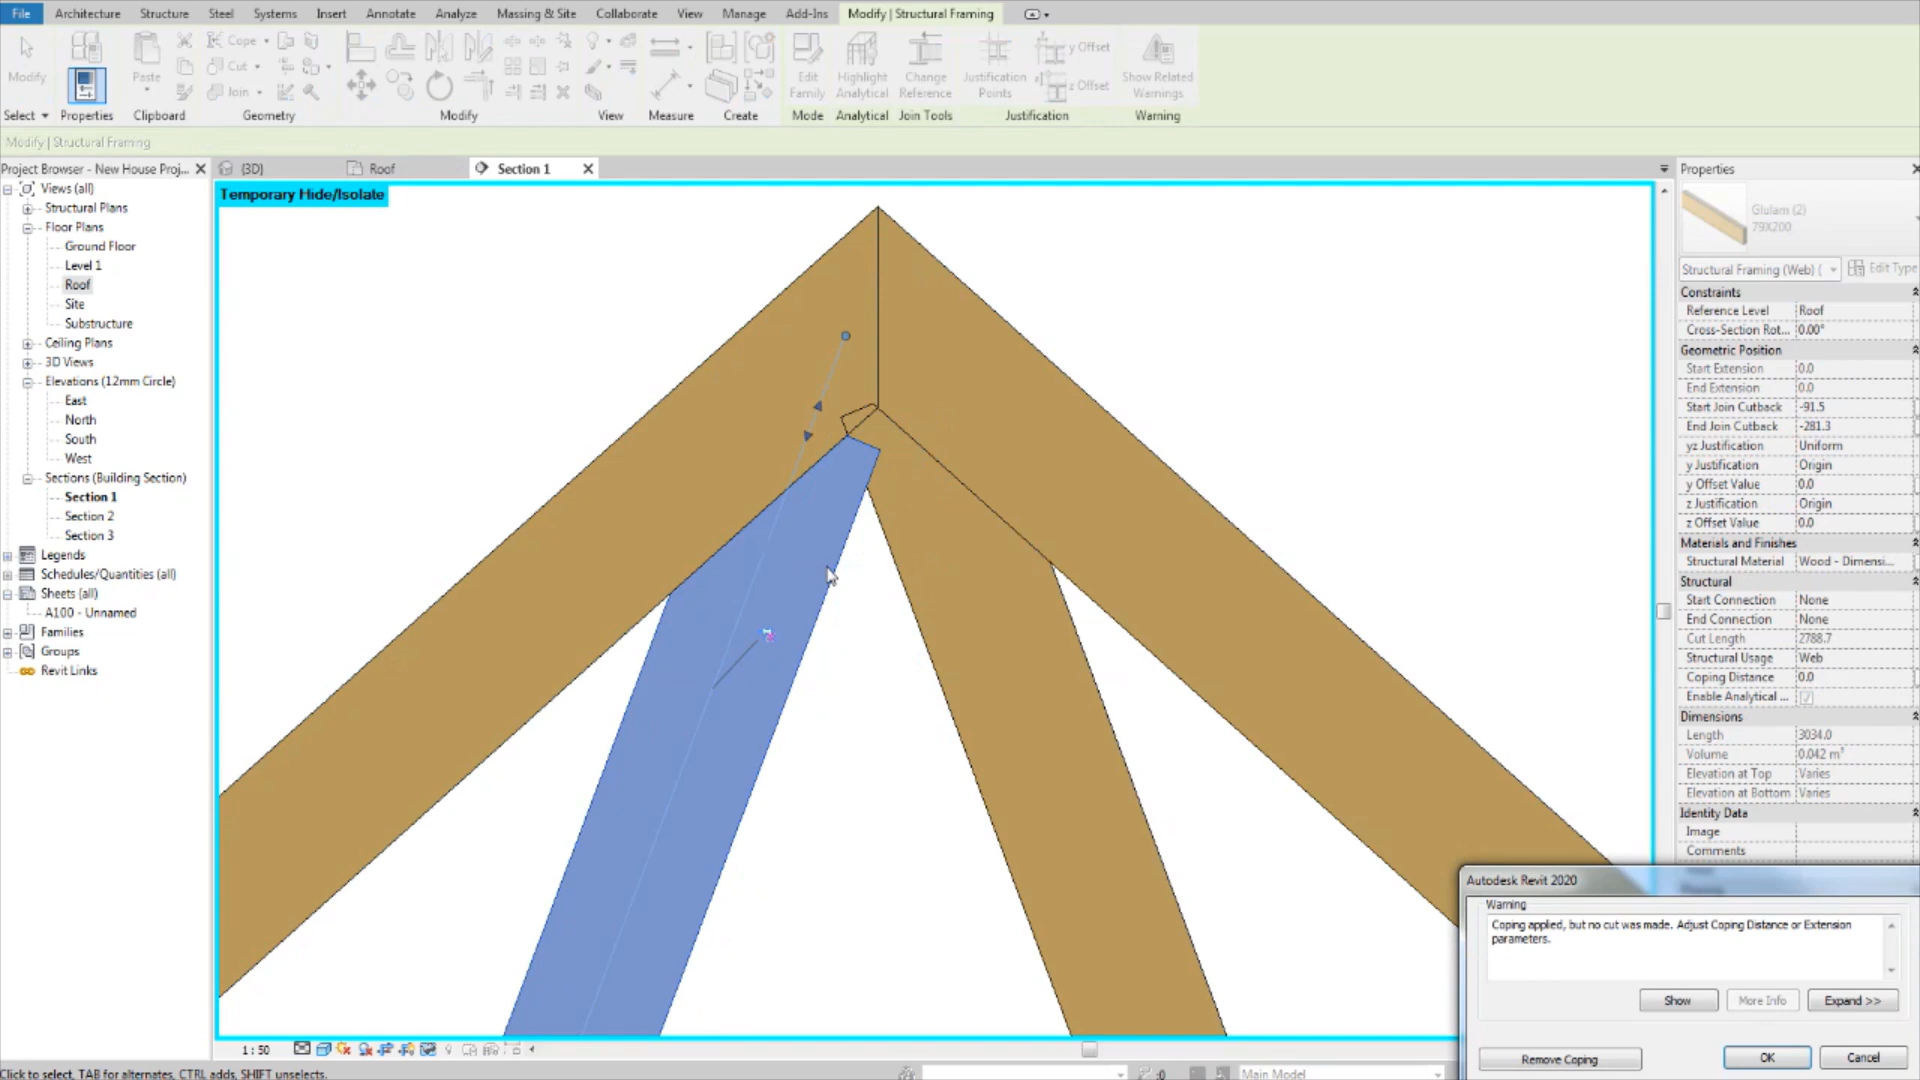 File Architecture Structure Steel Systems Insert Annotate Analyze Massing & Site Collaborate View Manage Add-Ins Modify | Structural Framing
Modify Paste Cope Cut Join y Offset z Offset
Edit Family Highlight Analytical Change Reference Justification Points Show Related Warnings
Select Properties Clipboard Geometry Modify View Measure Create Mode Analytical Join Tools Justification Warning
Modify | Structural Framing
Project Browser - New House Proj...
{3D} Roof Section 1
Temporary Hide/Isolate
Views (all)
Structural Plans
Floor Plans
Ground Floor
Level 1
Roof
Site
Substructure
Ceiling Plans
3D Views
Elevations (12mm Circle)
East
North
South
West
Sections (Building Section)
Section 1
Section 2
Section 3
Legends
Schedules/Quantities (all)
Sheets (all)
A100 - Unnamed
Families
Groups
Revit Links
Properties
Glulam (2)
79X200
Structural Framing (Web) ( Edit Type
Constraints
Reference Level Roof
Cross-Section Rot... 0.00°
Geometric Position
Start Extension 0.0
End Extension 0.0
Start Join Cutback -91.5
End Join Cutback -281.3
yz Justification Uniform
y Justification Origin
y Offset Value 0.0
z Justification Origin
z Offset Value 0.0
Materials and Finishes
Structural Material Wood - Dimensi...
Structural
Start Connection None
End Connection None
Cut Length 2788.7
Structural Usage Web
Coping Distance 0.0
Enable Analytical ...
Dimensions
Length 3034.0
Volume 0.042 m³
Elevation at Top Varies
Elevation at Bottom Varies
Identity Data
Image
Comments
Autodesk Revit 2020
Warning
Coping applied, but no cut was made. Adjust Coping Distance or Extension
parameters.
Show More Info Expand >>
Remove Coping OK Cancel
1 : 50
Click to select, TAB for alternates, CTRL adds, SHIFT unselects.
:0 Main Model